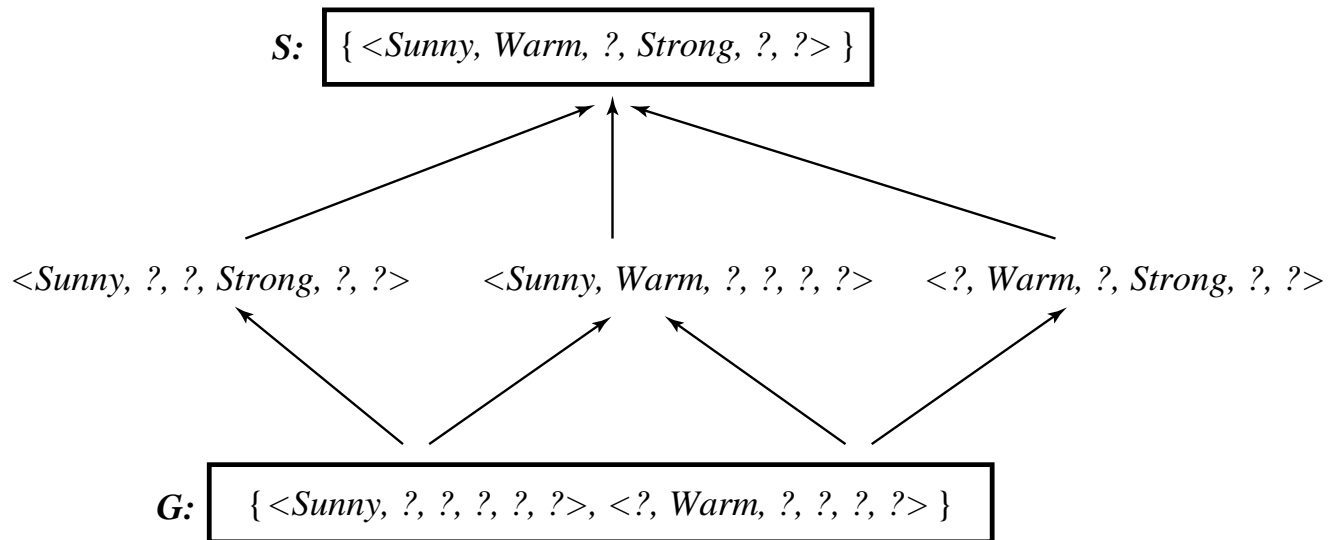 S: { <Sunny, Warm, ?, Strong, ?, ?> }
<Sunny, ?, ?, Strong, ?, ?> <Sunny, Warm, ?, ?, ?, ?> <?, Warm, ?, Strong, ?, ?>
G: { <Sunny, ?, ?, ?, ?, ?>, <?, Warm, ?, ?, ?, ?> }